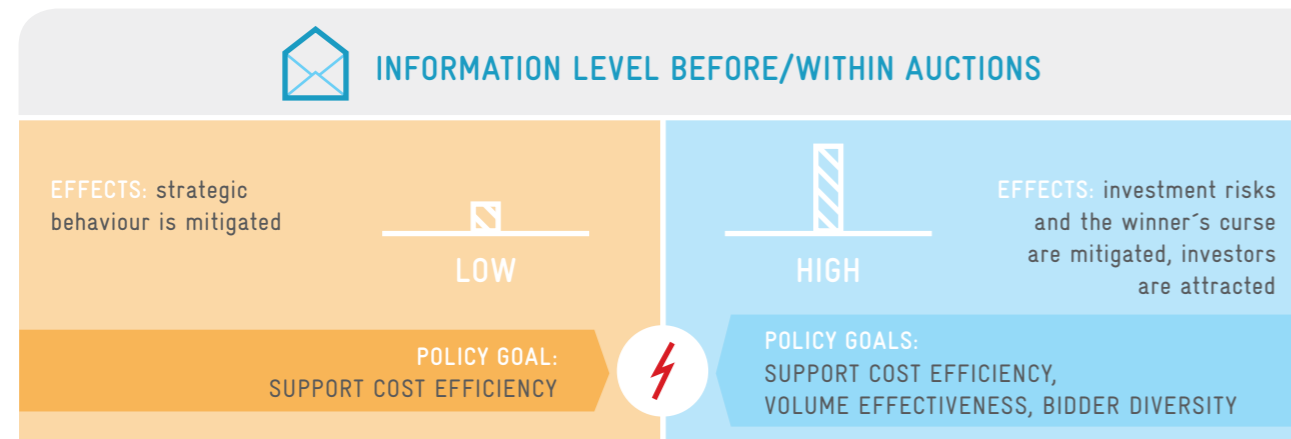 INFORMATION LEVEL BEFORE/WITHIN AUCTIONS
EFFECTS: strategic
behaviour is mitigated
LOW
POLICY GOAL:
SUPPORT COST EFFICIENCY
HIGH
EFFECTS: investment risks
and the winner´s curse
are mitigated, investors
are attracted
POLICY GOALS:
SUPPORT COST EFFICIENCY,
VOLUME EFFECTIVENESS, BIDDER DIVERSITY